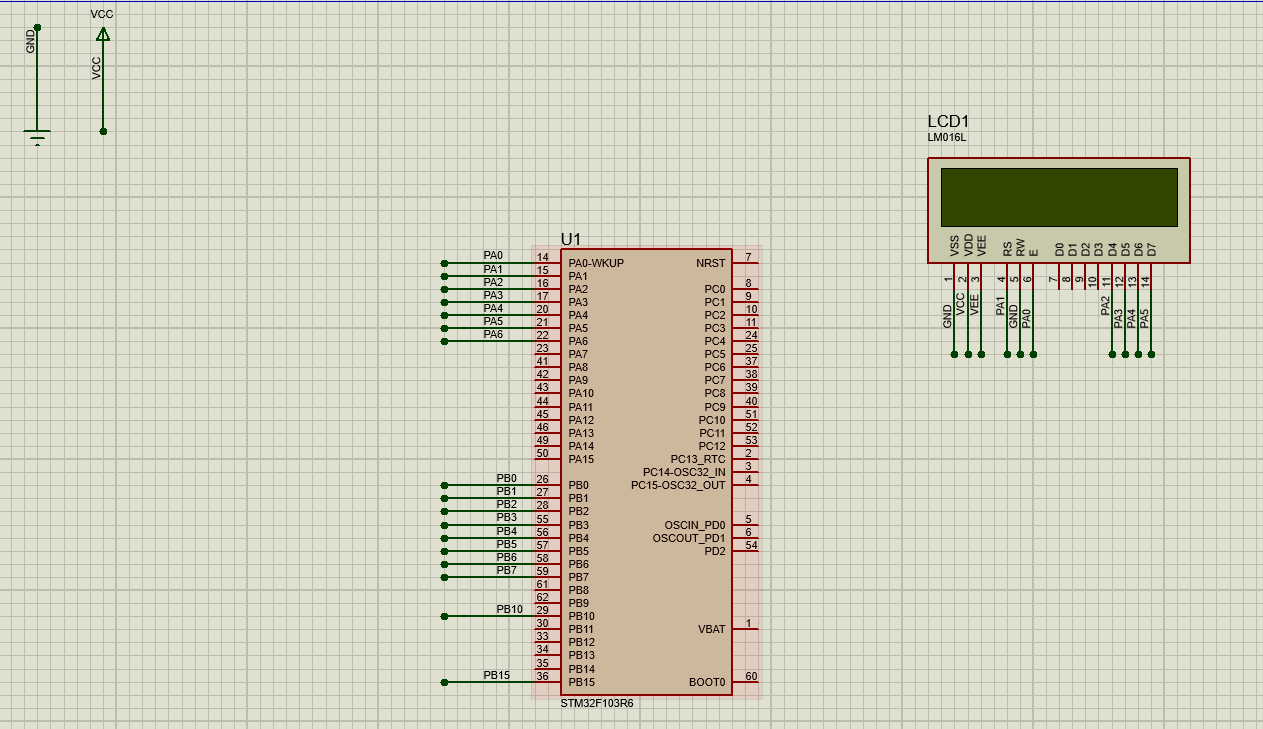 VCC
GND
VCC
LCD1
LM016L
VSS
VDD
VEE
RS
RW
E
D0
D1
D2
D3
D4
D5
D6
D7
1
2
3
4
5
6
7
8
9
10
11
12
13
14
GND
VCC
VEE
PA1
GND
PA0
PA2
PA3
PA4
PA5
U1
PA0 14 PA0-WKUP NRST 7
PA1 15 PA1
PA2 16 PA2 PC0 8
PA3 17 PA3 PC1 9
PA4 20 PA4 PC2 10
PA5 21 PA5 PC3 11
PA6 22 PA6 PC4 24
23 PA7 PC5 25
41 PA8 PC6 37
42 PA9 PC7 38
43 PA10 PC8 39
44 PA11 PC9 40
45 PA12 PC10 51
46 PA13 PC11 52
49 PA14 PC12 53
50 PA15 PC13_RTC 2
PC14-OSC32_IN 3
PB0 26 PB0 PC15-OSC32_OUT 4
PB1 27 PB1
PB2 28 PB2
PB3 55 PB3 OSCIN_PD0 5
PB4 56 PB4 OSCOUT_PD1 6
PB5 57 PB5 PD2 54
PB6 58 PB6
PB7 59 PB7
61 PB8
62 PB9
PB10 29 PB10
30 PB11 VBAT 1
33 PB12
34 PB13
35 PB14
PB15 36 PB15 BOOT0 60
STM32F103R6